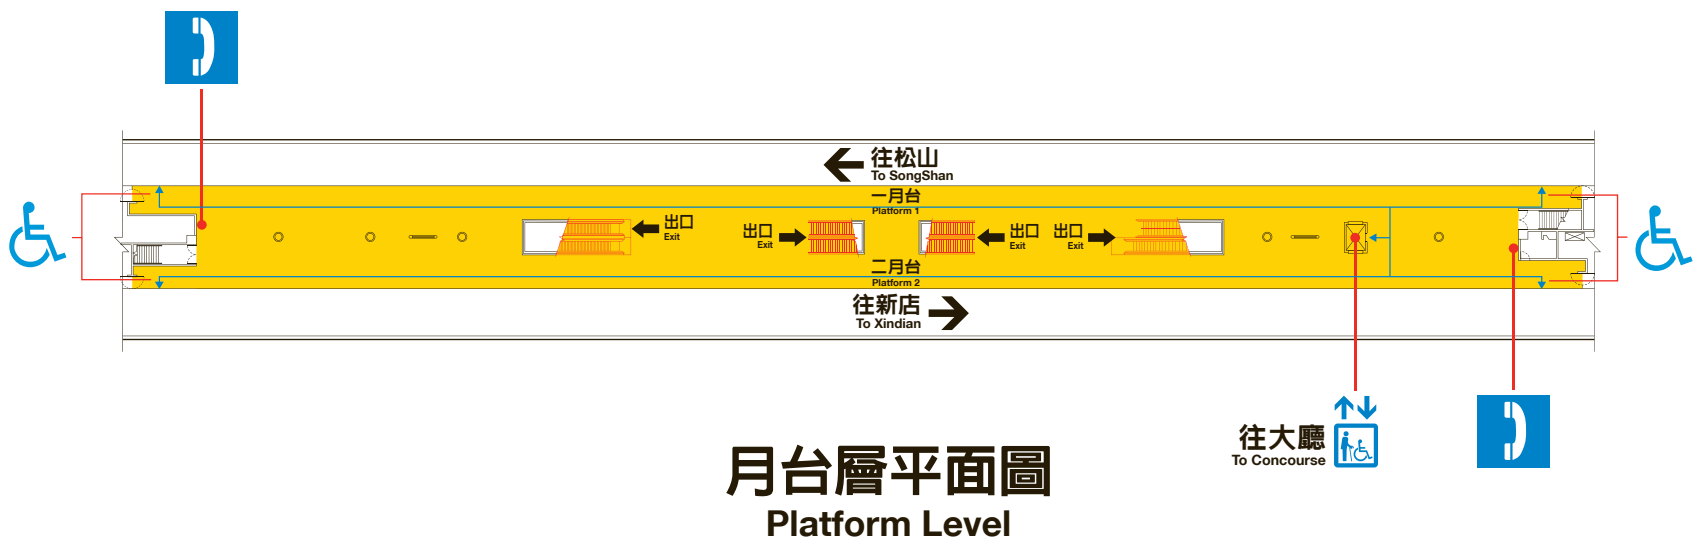 往松山
To SongShan
一月台
Platform 1
出口
Exit
出口
Exit
出口
Exit
出口
Exit
二月台
Platform 2
往新店
To Xindian
往大廳
To Concourse
月台層平面圖
Platform Level